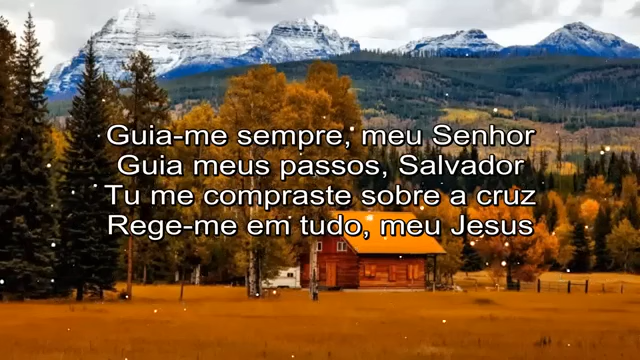 Guia-me sempre, meu Senhor
Guia meus passos, Salvador
Tu me compraste sobre a cruz
Rege-me em tudo, meu Jesus